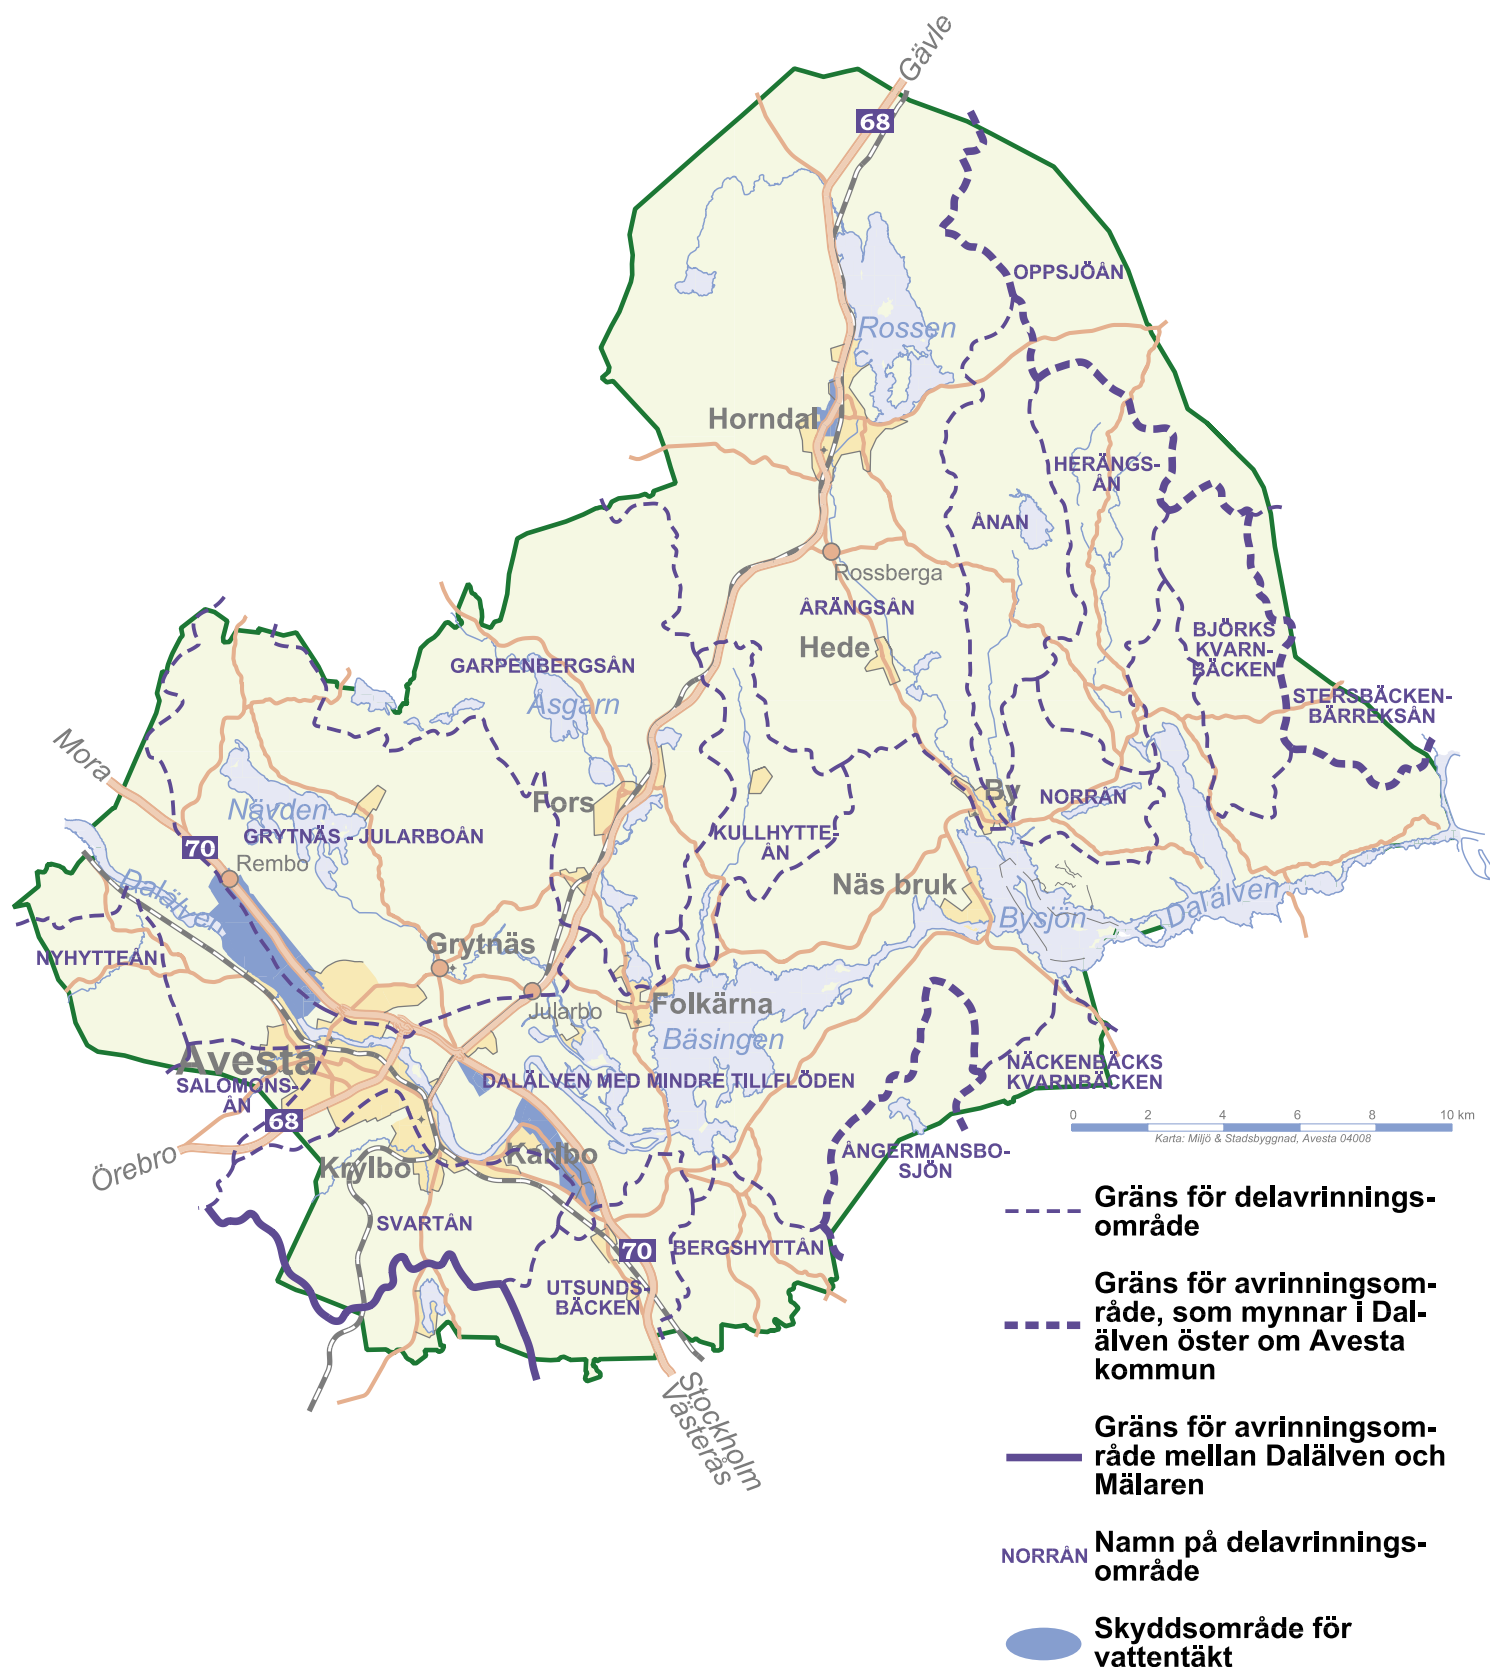 Gävle
68
OPPSJÖÅN
Rossen
Horndal
HERÄNGS-
ÅN
ÅNAN
Rossberga
ÅRÄNGSÅN
Hede
BJÖRKS
KVARN-
BÄCKEN
GARPENBERGSÅN
Åsgarn
STERSBÄCKEN-
BÄRREKSÅN
Mora
Nävden
Fors
By
NORRÅN
GRYTNÄS - JULARBOÅN
KULLHYTTE-
ÅN
70
Rembo
Dalälven
Näs bruk
Bysjön
Dalälven
Grytnäs
NYHYTTEÅN
Jularbo
Folkärna
Bäsingen
Avesta
SALOMONS-
ÅN
DALÄLVEN MED MINDRE TILLFLÖDEN
NÄCKENBÄCKS
KVARNBÄCKEN
68
0 2 4 6 8 10 km
Karta: Miljö & Stadsbyggnad, Avesta 04008
Örebro
Krylbo
Karlbo
ÅNGERMANSBO-
SJÖN
SVARTÅN
70
BERGSHYTTÅN
UTSUNDS-
BÄCKEN
Stockholm
Västerås
Gräns för delavrinnings-
område
Gräns för avrinningsom-
råde, som mynnar i Dal-
älven öster om Avesta
kommun
Gräns för avrinningsom-
råde mellan Dalälven och
Mälaren
NORRÅN Namn på delavrinnings-
område
Skyddsområde för
vattentäkt